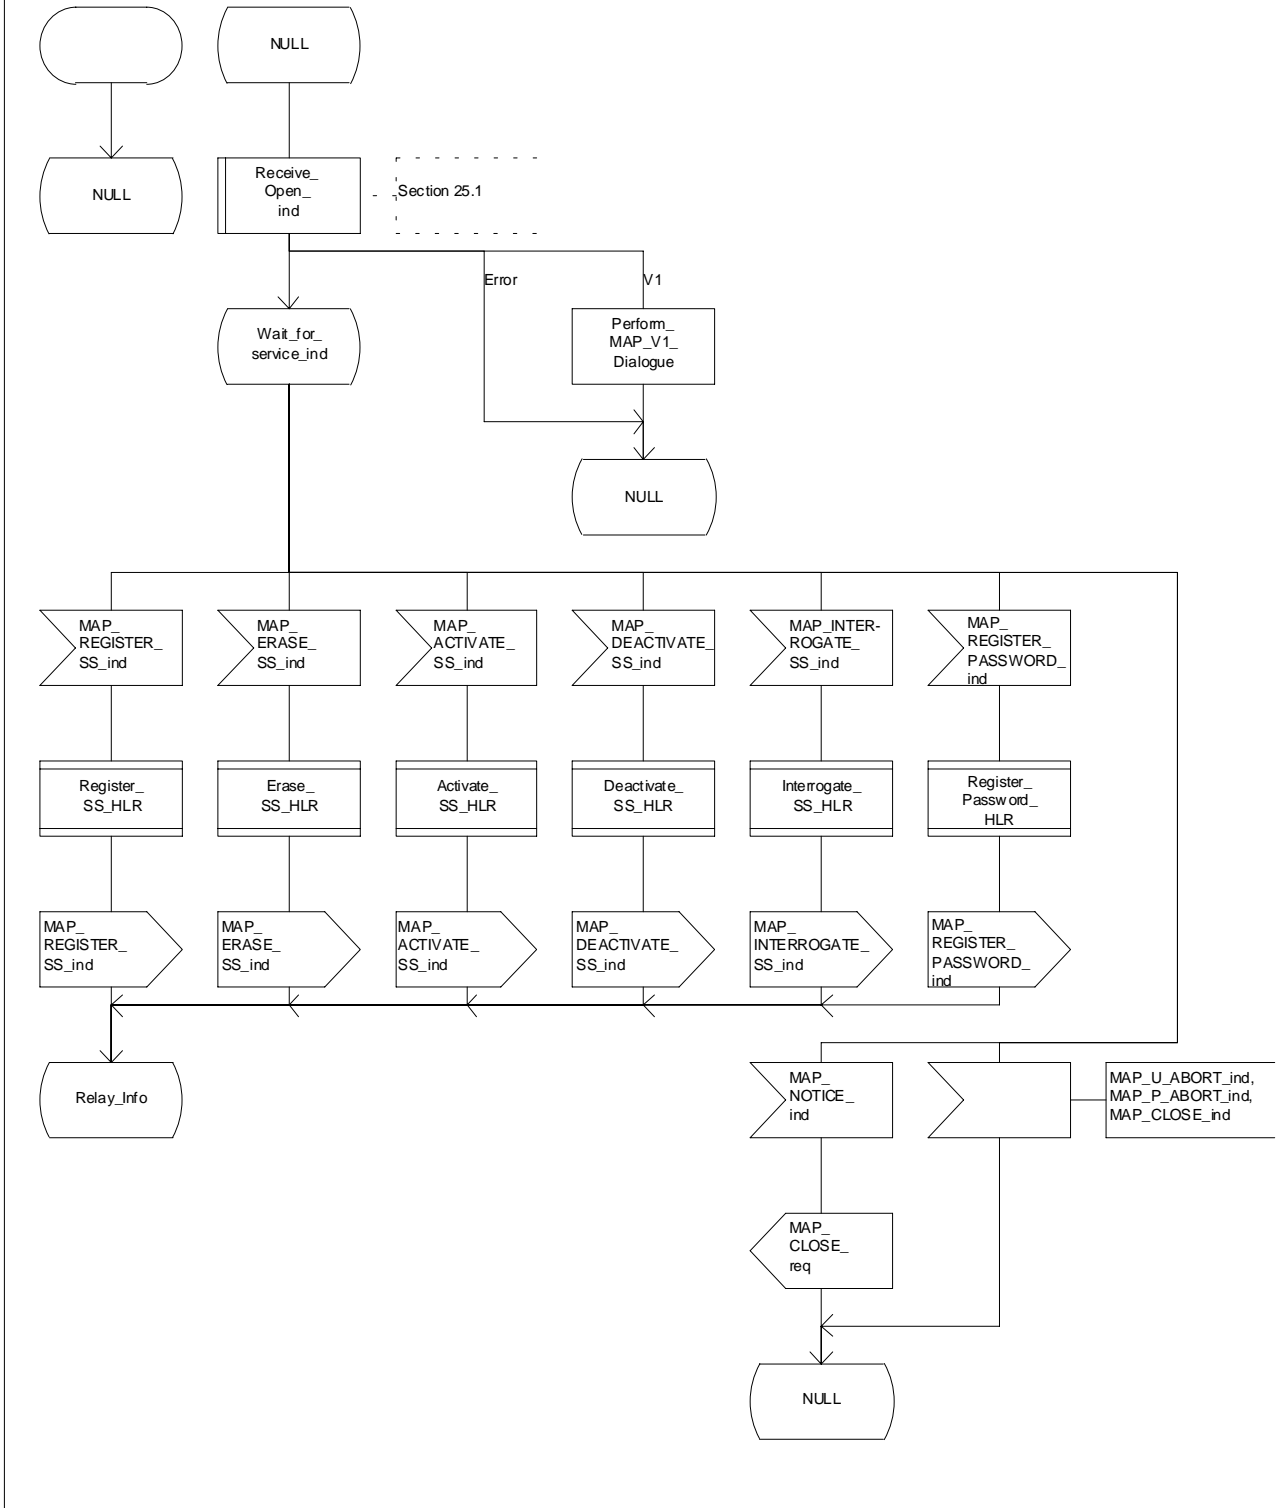 NULL
NULL
Receive_
Open_
ind
Section 25.1
Error
V1
Wait_for_
service_ind
Perform_
MAP_V1_
Dialogue
NULL
MAP_
REGISTER_
SS_ind
MAP_
ERASE_
SS_ind
MAP_
ACTIVATE_
SS_ind
MAP_
DEACTIVATE_
SS_ind
MAP_INTER-
ROGATE_
SS_ind
MAP_
REGISTER_
PASSWORD_
ind
Register_
SS_HLR
Erase_
SS_HLR
Activate_
SS_HLR
Deactivate_
SS_HLR
Interrogate_
SS_HLR
Register_
Password_
HLR
MAP_
REGISTER_
SS_ind
MAP_
ERASE_
SS_ind
MAP_
ACTIVATE_
SS_ind
MAP_
DEACTIVATE_
SS_ind
MAP_
INTERROGATE_
SS_ind
MAP_
REGISTER_
PASSWORD_
ind
Relay_Info
MAP_
NOTICE_
ind
MAP_U_ABORT_ind,
MAP_P_ABORT_ind,
MAP_CLOSE_ind
MAP_
CLOSE_
req
NULL